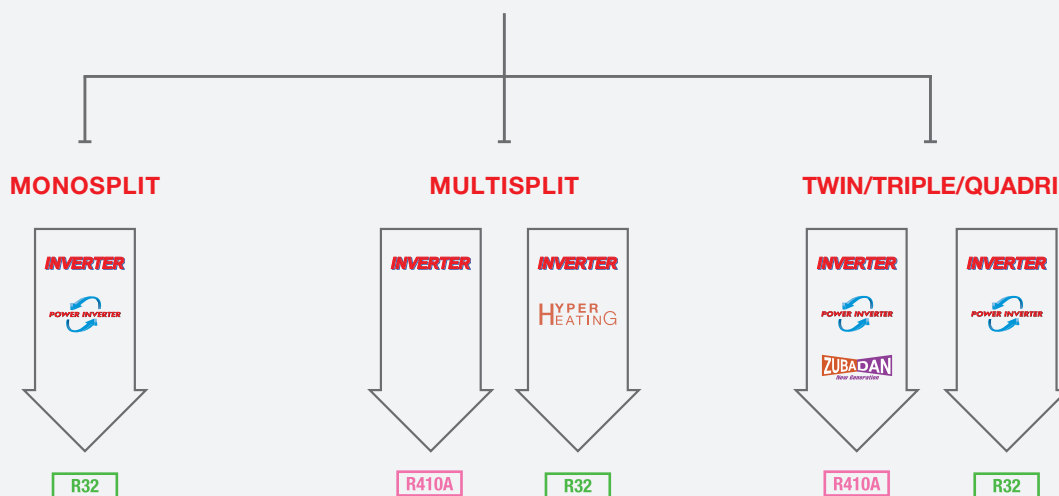 MONOSPLIT
INVERTER
POWER INVERTER
R32
MULTISPLIT
INVERTER
R410A
INVERTER
HYPER
HEATING
R32
TWIN/TRIPLE/QUADRI
INVERTER
POWER INVERTER
ZUBADAN
New Generation
R410A
INVERTER
POWER INVERTER
R32